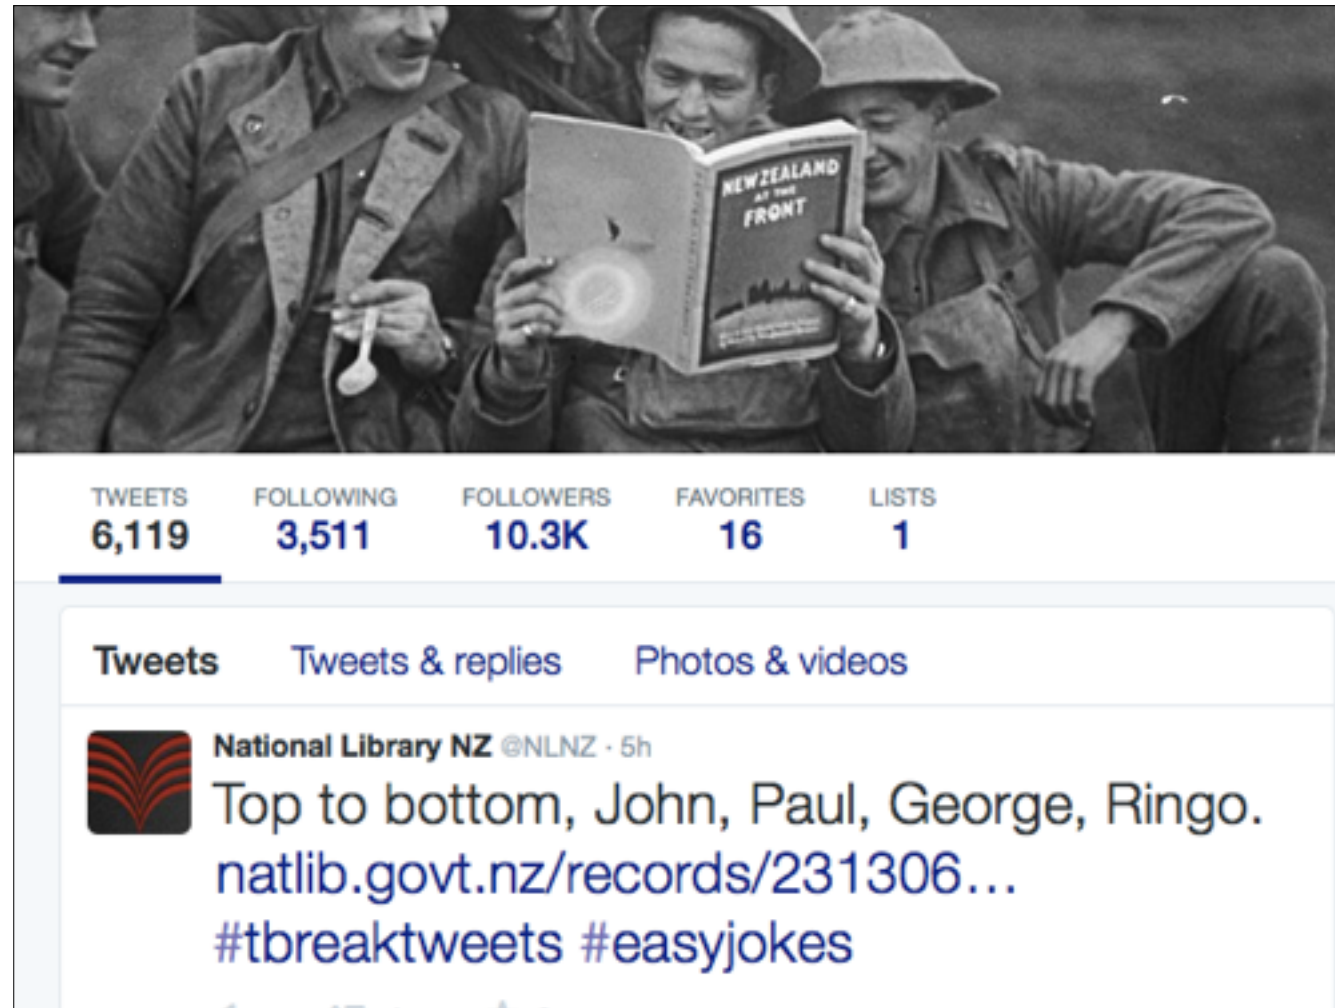 NEW ZEALAND
AT THE
FRONT
TWEETS FOLLOWING FOLLOWERS FAVORITES LISTS
6,119 3,511 10.3K 16 1
Tweets Tweets & replies Photos & videos
National Library NZ @NLNZ · 5h
Top to bottom, John, Paul, George, Ringo.
natlib.govt.nz/records/231306...
#tbreaktweets #easyjokes